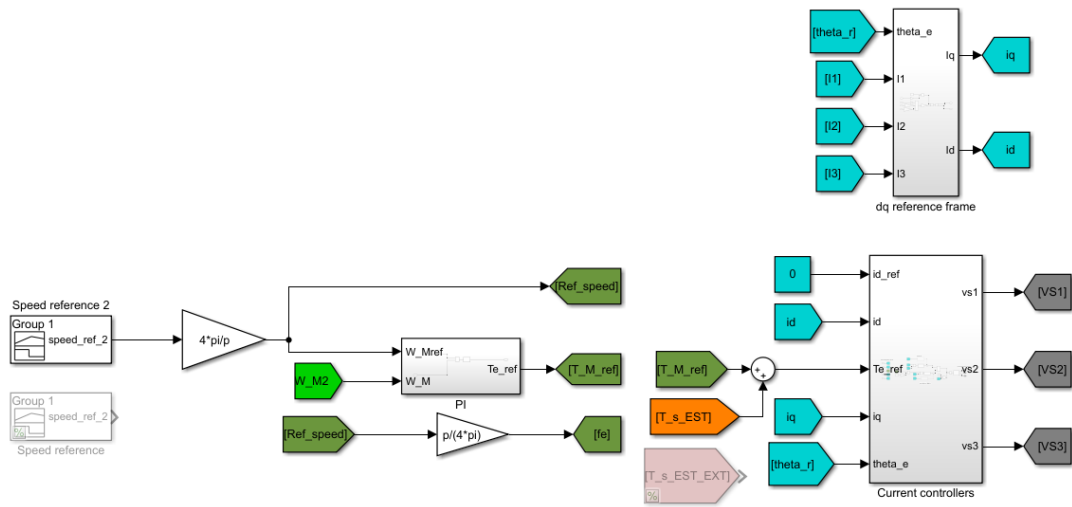 [theta_r]
theta_e
Iq
iq
[I1]
I1
[I2]
I2
Id
id
[I3]
I3
dq reference frame
Speed reference 2
Group 1
speed_ref_2
4*pi/p
[Ref_speed]
W_Mref
W_M2
W_M
Te_ref
[T_M_ref]
PI
[Ref_speed]
p/(4*pi)
[fe]
Group 1
speed_ref_2
Speed reference
0
id_ref
vs1
[VS1]
id
id
[T_M_ref]
Te_ref
vs2
[VS2]
[T_s_EST]
iq
iq
[T_s_EST_EXT]
[theta_r]
theta_e
vs3
[VS3]
Current controllers